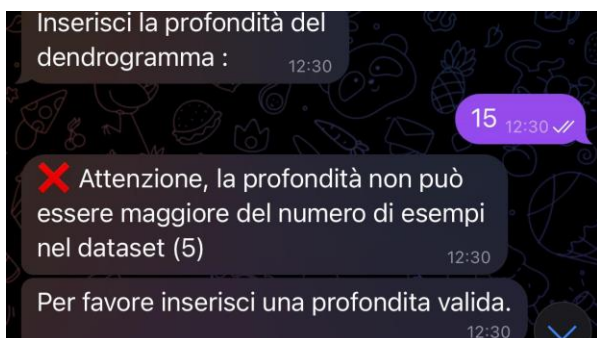 Inserisci la profondità del
dendrogramma :
12:30
15 12:30
❌ Attenzione, la profondità non può
essere maggiore del numero di esempi
nel dataset (5)
12:30
Per favore inserisci una profondita valida.
12:30